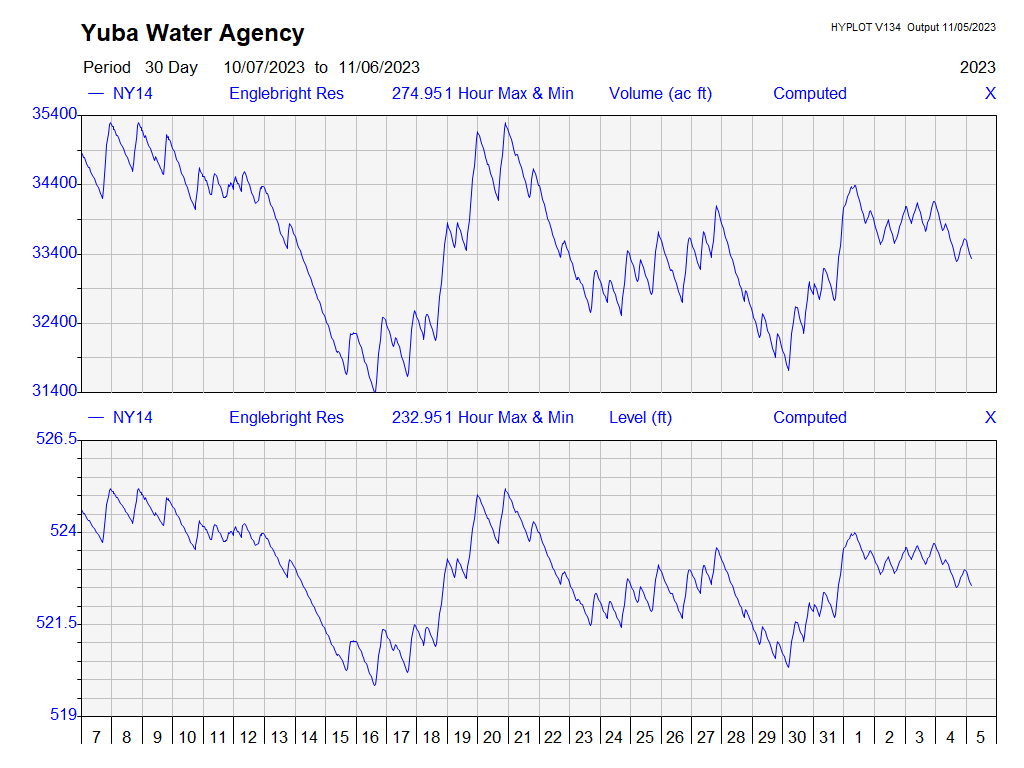 Yuba Water Agency
HYPLOT V134 Output 11/05/2023
Period 30 Day 10/07/2023 to 11/06/2023 2023
NY14 Englebright Res 274.951 Hour Max & Min Volume (ac ft) Computed X
35400
34400
33400
32400
31400
NY14 Englebright Res 232.951 Hour Max & Min Level (ft) Computed X
526.5
524
521.5
519
7 8 9 10 11 12 13 14 15 16 17 18 19 20 21 22 23 24 25 26 27 28 29 30 31 1 2 3 4 5